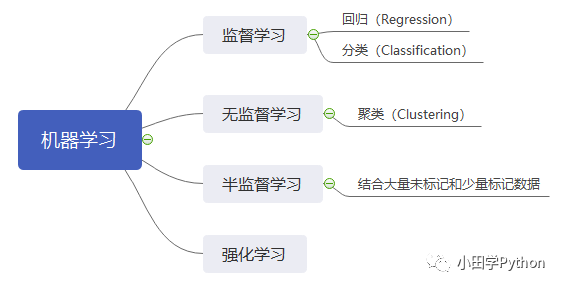 机器学习
监督学习
回归（Regression）
分类（Classification）
无监督学习
聚类（Clustering）
半监督学习
结合大量未标记和少量标记数据
强化学习
小田学Python